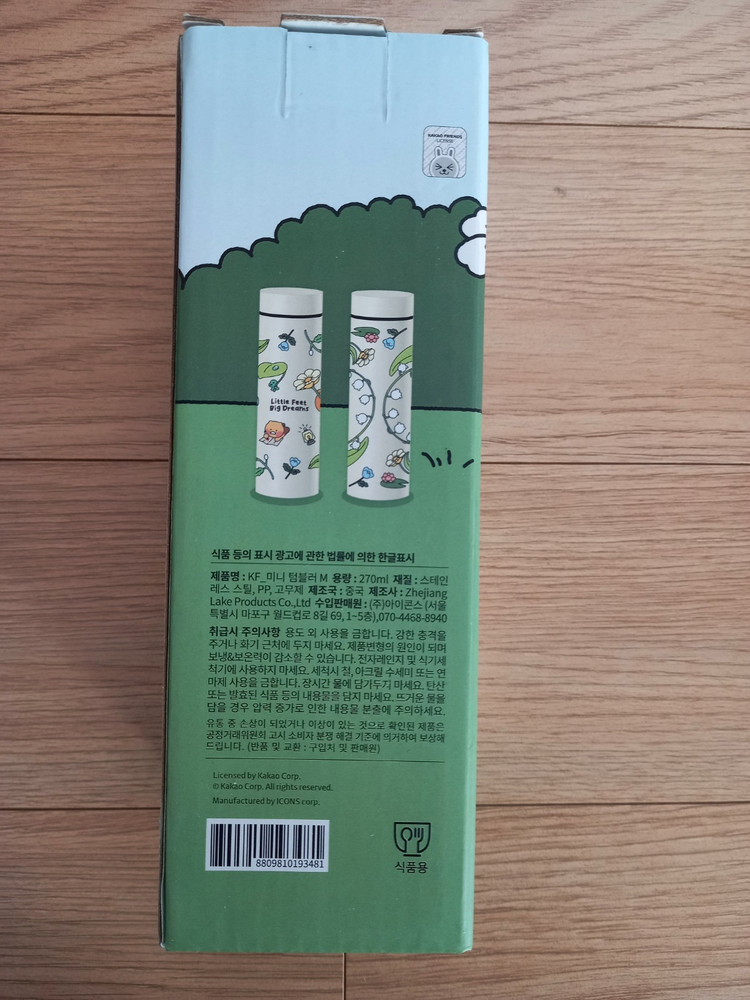 KAKAO FRIENDS
LICENSE
Little Feet
Big Dreams
식품 등의 표시 광고에 관한 법률에 의한 한글표시
제품명 : KF_미니 텀블러 M 용량 : 270ml 재질 : 스테인
레스 스틸, PP, 고무제 제조국 : 중국 제조사 : Zhejiang
Lake Products Co.,Ltd 수입판매원 : (주)아이콘스 (서울
특별시 마포구 월드컵로 8길 69, 1~5층),070-4468-8940
취급시 주의사항 용도 외 사용을 금합니다. 강한 충격을
주거나 화기 근처에 두지 마세요. 제품변형의 원인이 되며
보냉&보온력이 감소할 수 있습니다. 전자레인지 및 식기세
척기에 사용하지 마세요. 세척시 철, 아크릴 수세미 또는 연
마제 사용을 금합니다. 장시간 물에 담가두기 마세요. 탄산
또는 발효된 식품 등의 내용물을 담지 마세요. 뜨거운 물을
담을 경우 압력 증가로 인한 내용물 분출에 주의하세요.
유통 중 손상이 되었거나 이상이 있는 것으로 확인된 제품은
공정거래위원회 고시 소비자 분쟁 해결 기준에 의거하여 보상해
드립니다. (반품 및 교환 : 구입처 및 판매원)
Licensed by Kakao Corp.
© Kakao Corp. All rights reserved.
Manufactured by ICONS corp.
8809810193481
식품용